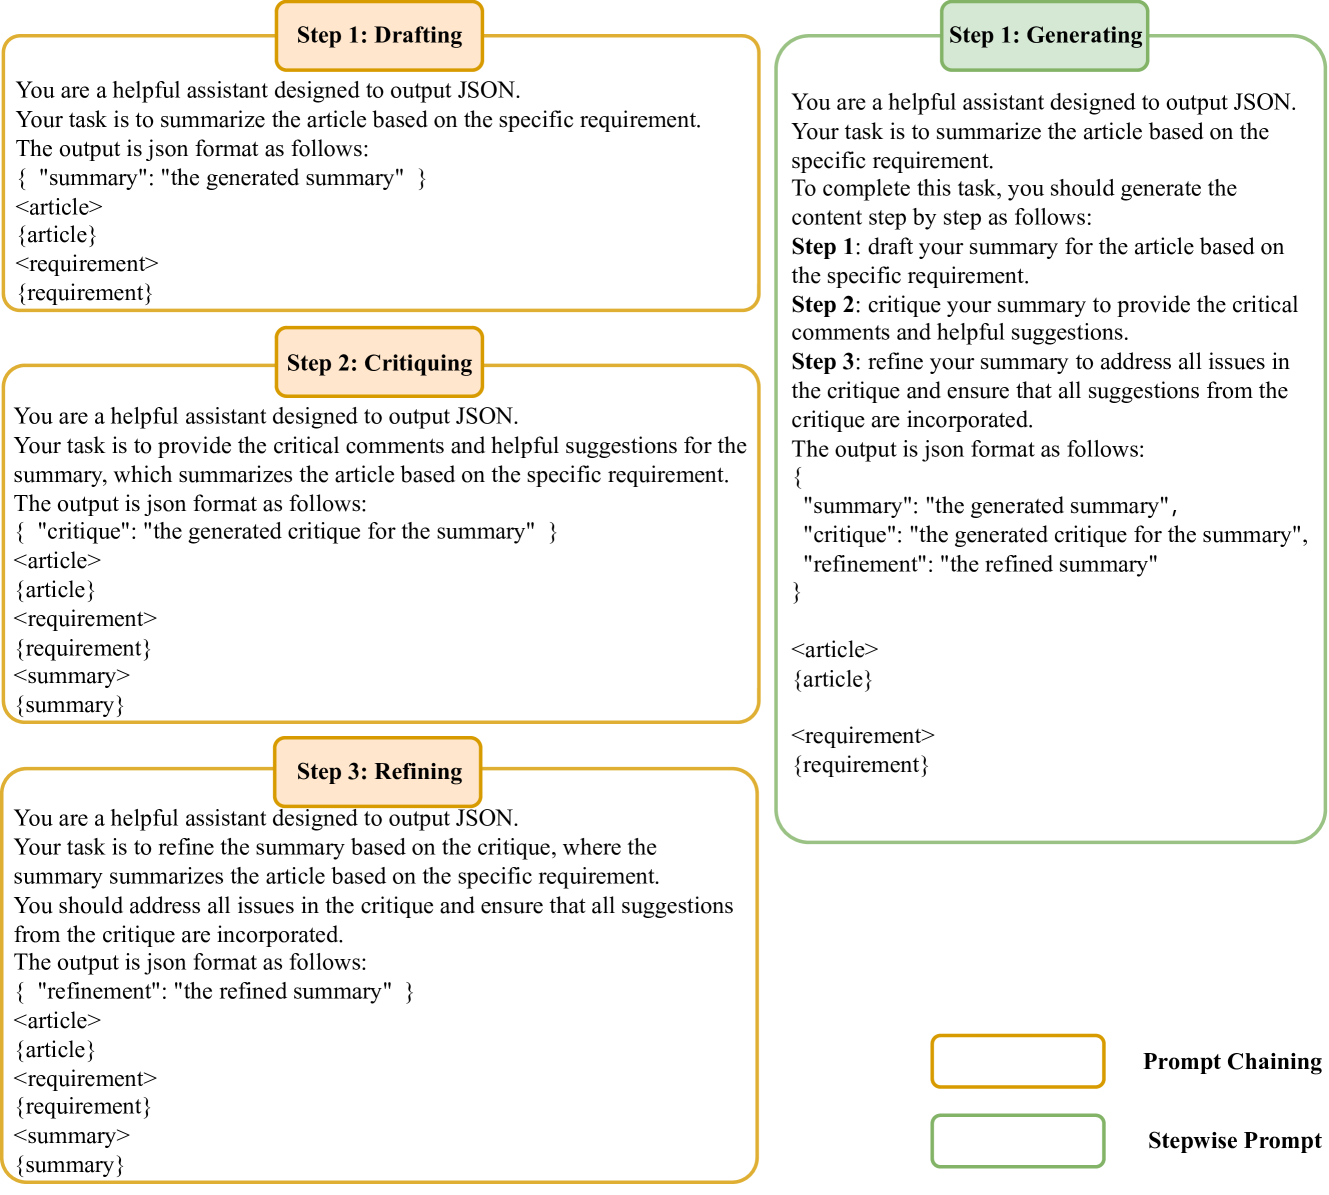 Step 1: Drafting
You are a helpful assistant designed to output JSON.
Your task is to summarize the article based on the specific requirement.
The output is json format as follows:
{  "summary": "the generated summary"  }
<article>
{article}
<requirement>
{requirement}
Step 2: Critiquing
You are a helpful assistant designed to output JSON.
Your task is to provide the critical comments and helpful suggestions for the
summary, which summarizes the article based on the specific requirement.
The output is json format as follows:
{  "critique": "the generated critique for the summary"  }
<article>
{article}
<requirement>
{requirement}
<summary>
{summary}
Step 3: Refining
You are a helpful assistant designed to output JSON.
Your task is to refine the summary based on the critique, where the
summary summarizes the article based on the specific requirement.
You should address all issues in the critique and ensure that all suggestions
from the critique are incorporated.
The output is json format as follows:
{  "refinement": "the refined summary"  }
<article>
{article}
<requirement>
{requirement}
<summary>
{summary}
Step 1: Generating
You are a helpful assistant designed to output JSON.
Your task is to summarize the article based on the
specific requirement.
To complete this task, you should generate the
content step by step as follows:
Step 1: draft your summary for the article based on
the specific requirement.
Step 2: critique your summary to provide the critical
comments and helpful suggestions.
Step 3: refine your summary to address all issues in
the critique and ensure that all suggestions from the
critique are incorporated.
The output is json format as follows:
{
"summary": "the generated summary",
"critique": "the generated critique for the summary",
"refinement": "the refined summary"
}
<article>
{article}
<requirement>
{requirement}
Prompt Chaining
Stepwise Prompt